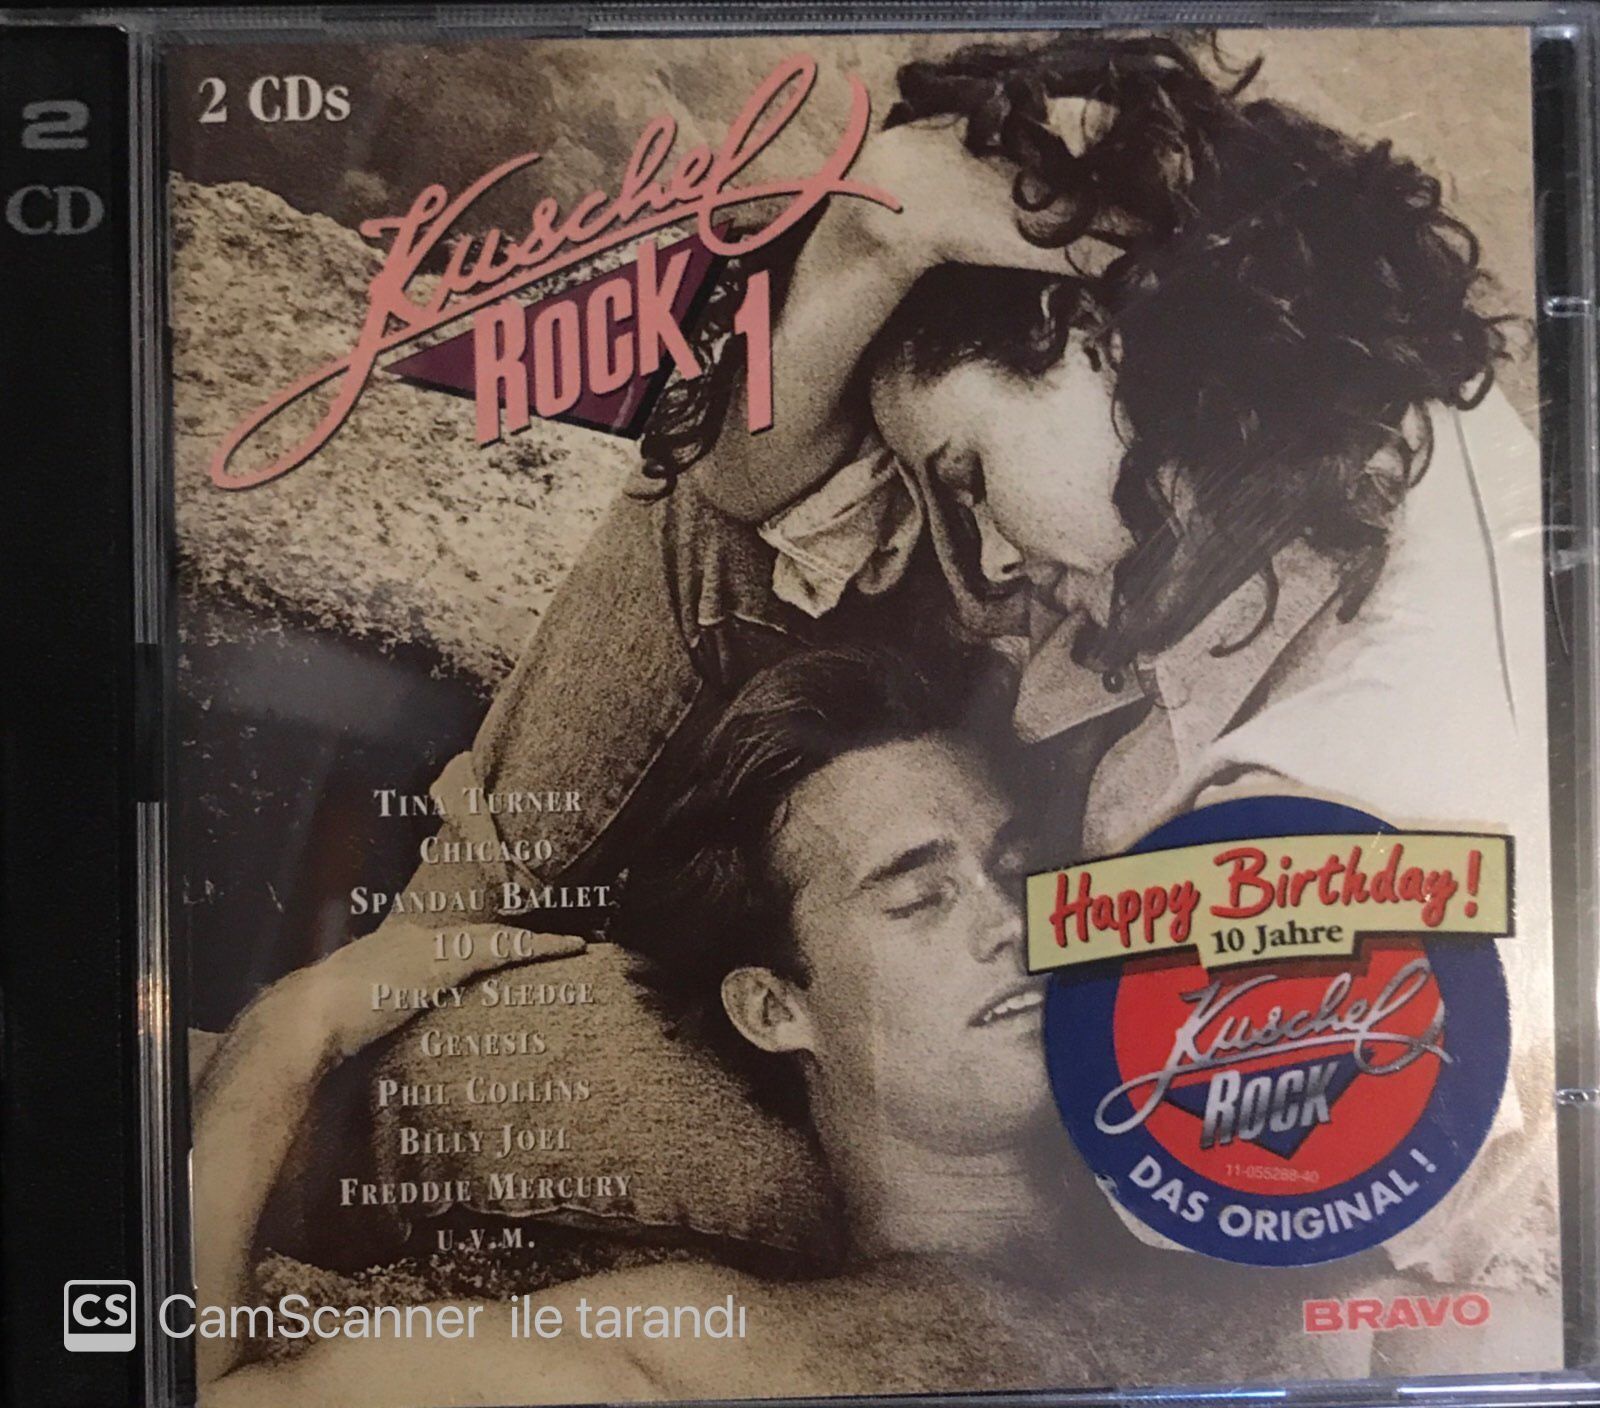 2 CDs
2
CD
Kuschel
ROCK 1
TINA TURNER
CHICAGO
SPANDAU BALLET
10 CC
PERCY SLEDGE
GENESIS
PHIL COLLINS
BILLY JOEL
FREDDIE MERCURY
U.V.M.
Happy Birthday!
10 Jahre
Kuschel
ROCK
11-055288-40
DAS ORIGINAL!
BRAVO
CS CamScanner ile tarandı